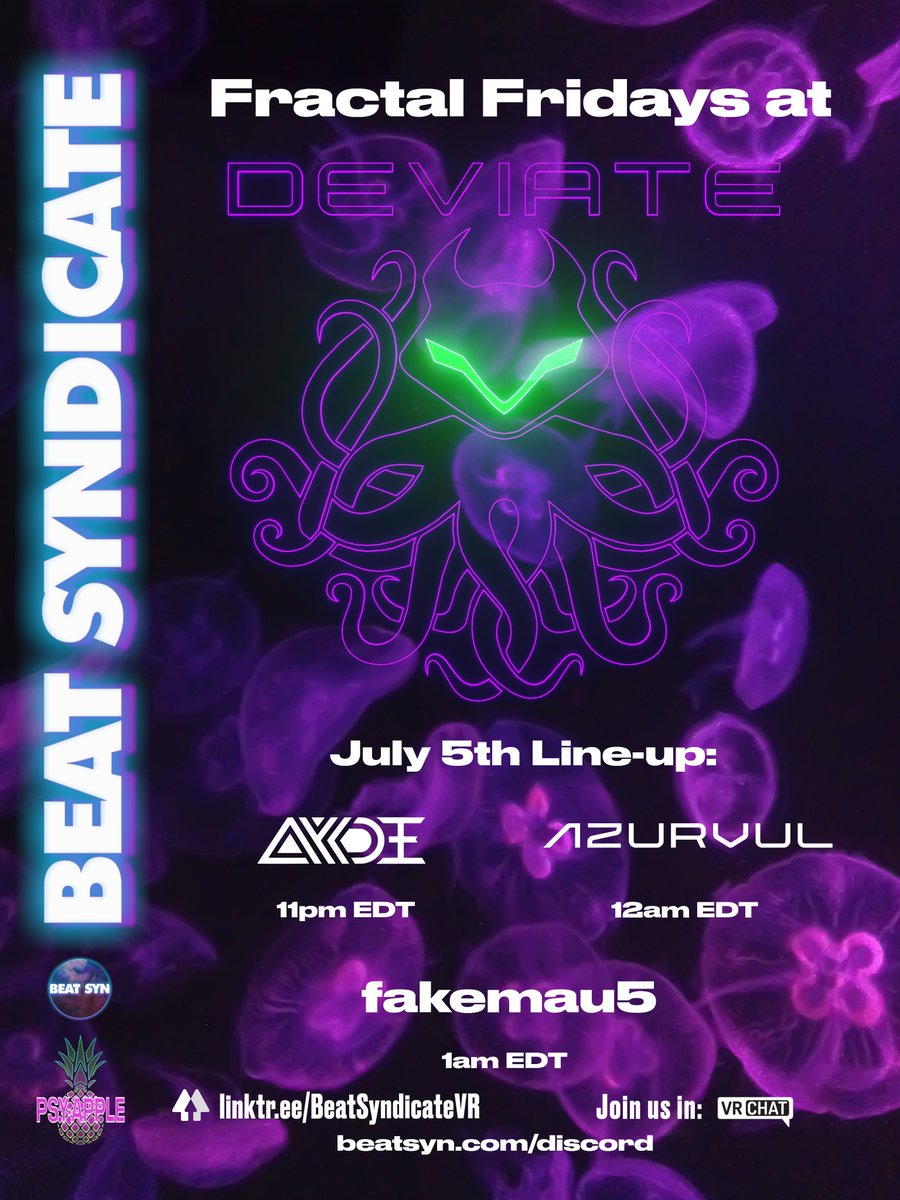 BEAT SYNDICATE
Fractal Fridays at
DEVIATE
July 5th Line-up:
AZURVUL
11pm EDT
12am EDT
fakemau5
1am EDT
BEAT SYN
PSYAPPLE
linktr.ee/BeatSyndicateVR
Join us in: VRCHAT
beatsyn.com/discord